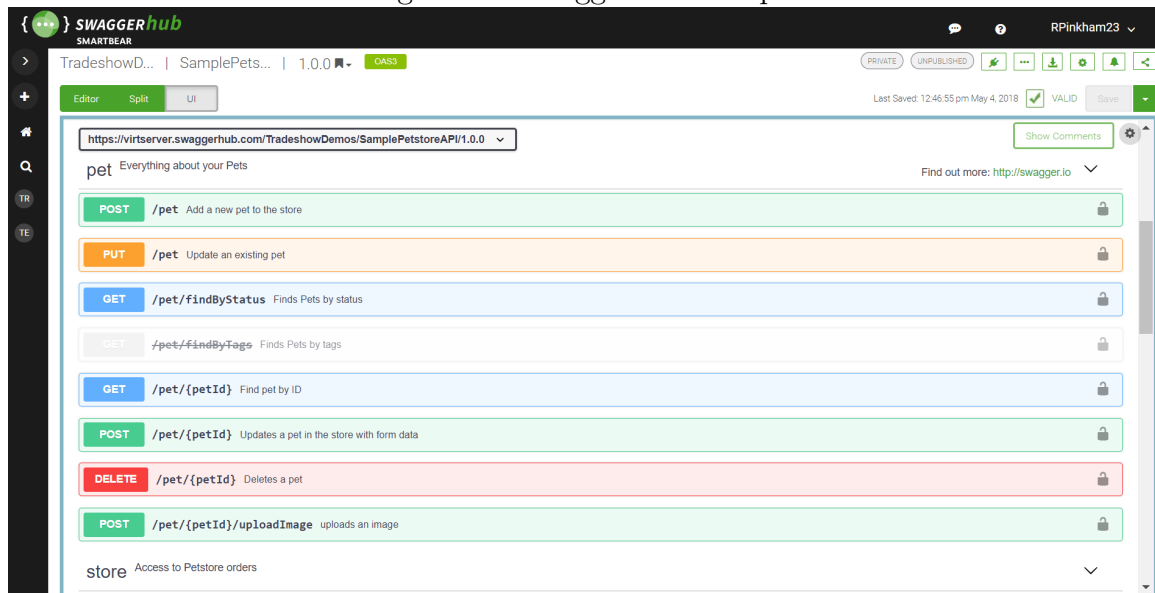 { ••• } SWAGGERhub
SMARTBEAR
RPinkham23
TradeshowD... | SamplePets... | 1.0.0 OAS3
PRIVATE UNPUBLISHED
Editor Split UI
Last Saved: 12:46:55 pm May 4, 2018 VALID Save
https://virtserver.swaggerhub.com/TradeshowDemos/SamplePetstoreAPI/1.0.0
Show Comments
TR
TE
pet Everything about your Pets
Find out more: http://swagger.io
POST /pet Add a new pet to the store
PUT /pet Update an existing pet
GET /pet/findByStatus Finds Pets by status
GET /pet/findByTags Finds Pets by tags
GET /pet/{petId} Find pet by ID
POST /pet/{petId} Updates a pet in the store with form data
DELETE /pet/{petId} Deletes a pet
POST /pet/{petId}/uploadImage uploads an image
store Access to Petstore orders